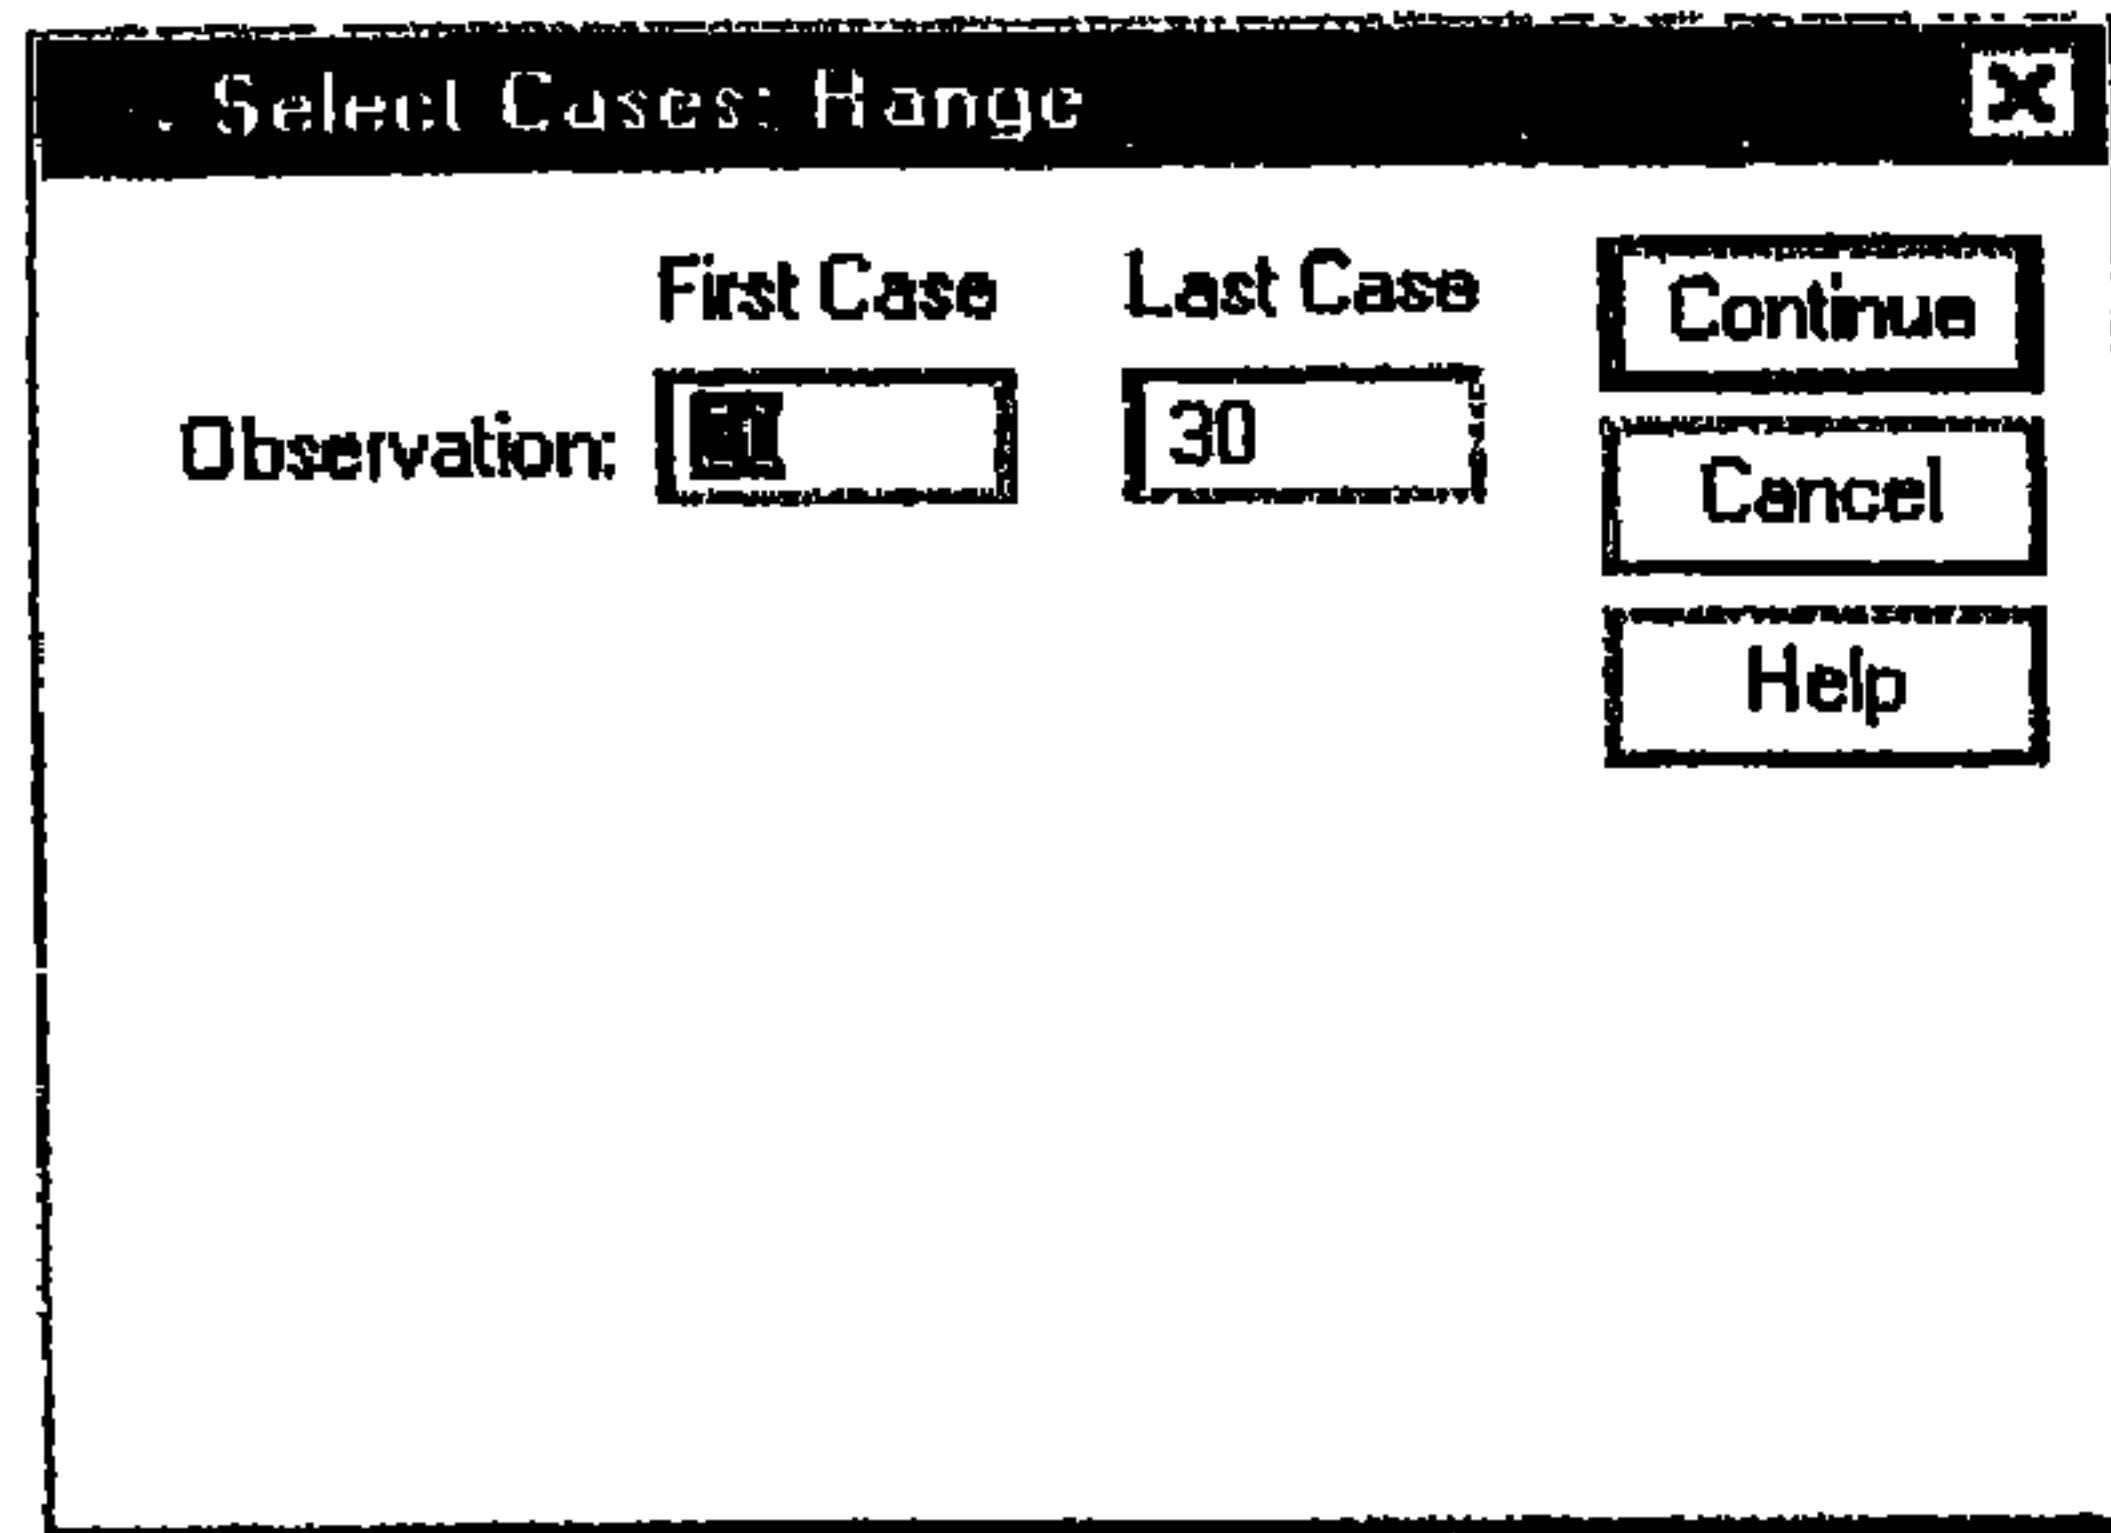 Select Cases: Range
First Case Last Case
Continue
Observation: 30
Cancel
Help